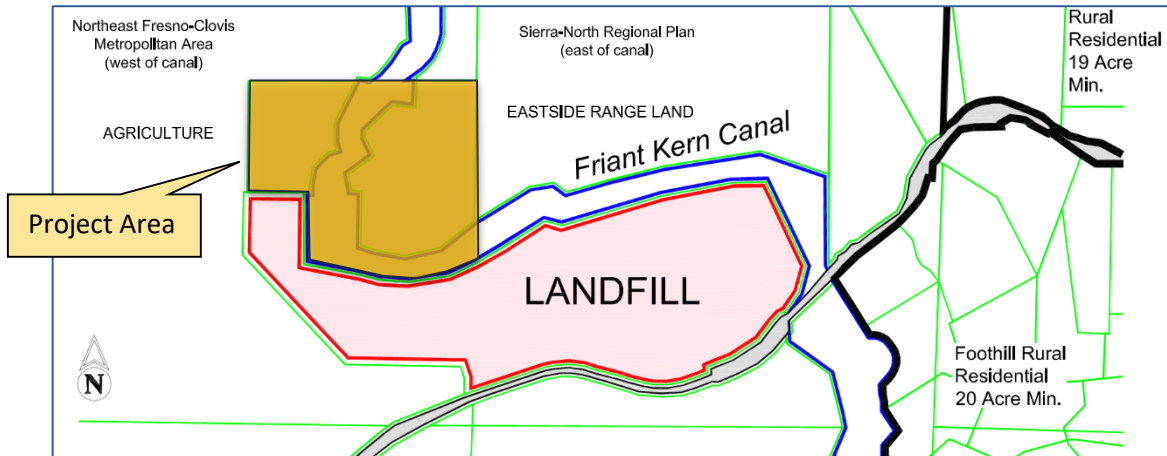 Northeast Fresno-Clovis
Metropolitan Area
(west of canal)
Sierra-North Regional Plan
(east of canal)
Rural
Residential
19 Acre
Min.
AGRICULTURE
EASTSIDE RANGE LAND
Friant Kern Canal
Project Area
LANDFILL
Foothill Rural
Residential
20 Acre Min.
N